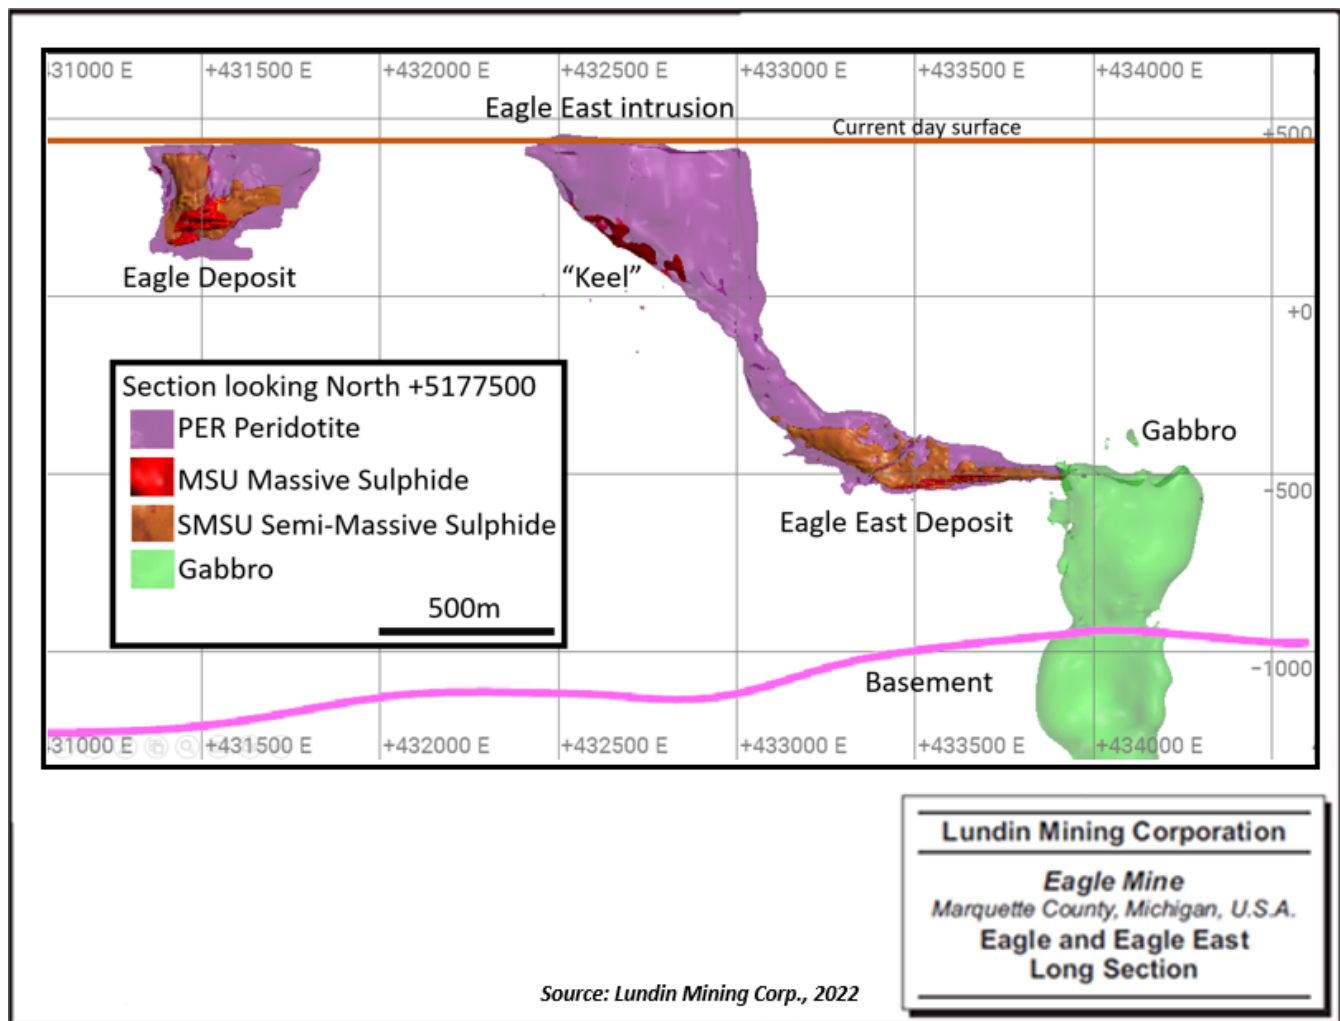 31000 E +431500 E +432000 E +432500 E +433000 E +433500 E +434000 E
Eagle East intrusion
Current day surface
+500
Eagle Deposit
“Keel”
+0
Section looking North +5177500
PER Peridotite
MSU Massive Sulphide
SMSU Semi-Massive Sulphide
Gabbro
500m
Gabbro
−500
Eagle East Deposit
−1000
Basement
31000 E +431500 E +432000 E +432500 E +433000 E +433500 E +434000 E
Lundin Mining Corporation
Eagle Mine
Marquette County, Michigan, U.S.A.
Eagle and Eagle East
Long Section
Source: Lundin Mining Corp., 2022